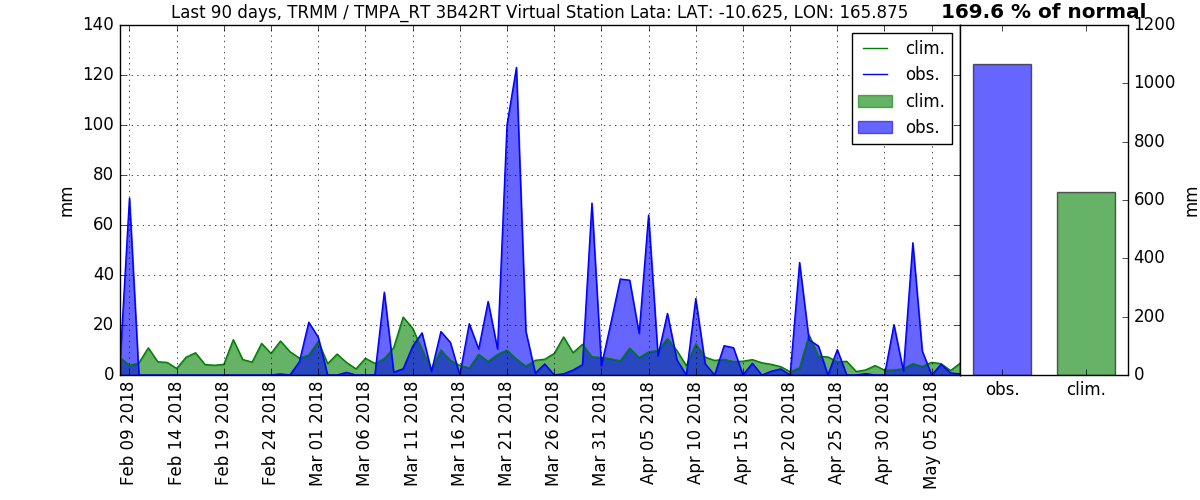 Last 90 days, TRMM / TMPA_RT 3B42RT Virtual Station Lata: LAT: -10.625, LON: 165.875
169.6 % of normal
140
120
100
80
60
40
20
0
mm
clim.
obs.
clim.
obs.
1200
1000
800
600
400
200
0
mm
obs.
clim.
Feb 09 2018
Feb 14 2018
Feb 19 2018
Feb 24 2018
Mar 01 2018
Mar 06 2018
Mar 11 2018
Mar 16 2018
Mar 21 2018
Mar 26 2018
Mar 31 2018
Apr 05 2018
Apr 10 2018
Apr 15 2018
Apr 20 2018
Apr 25 2018
Apr 30 2018
May 05 2018